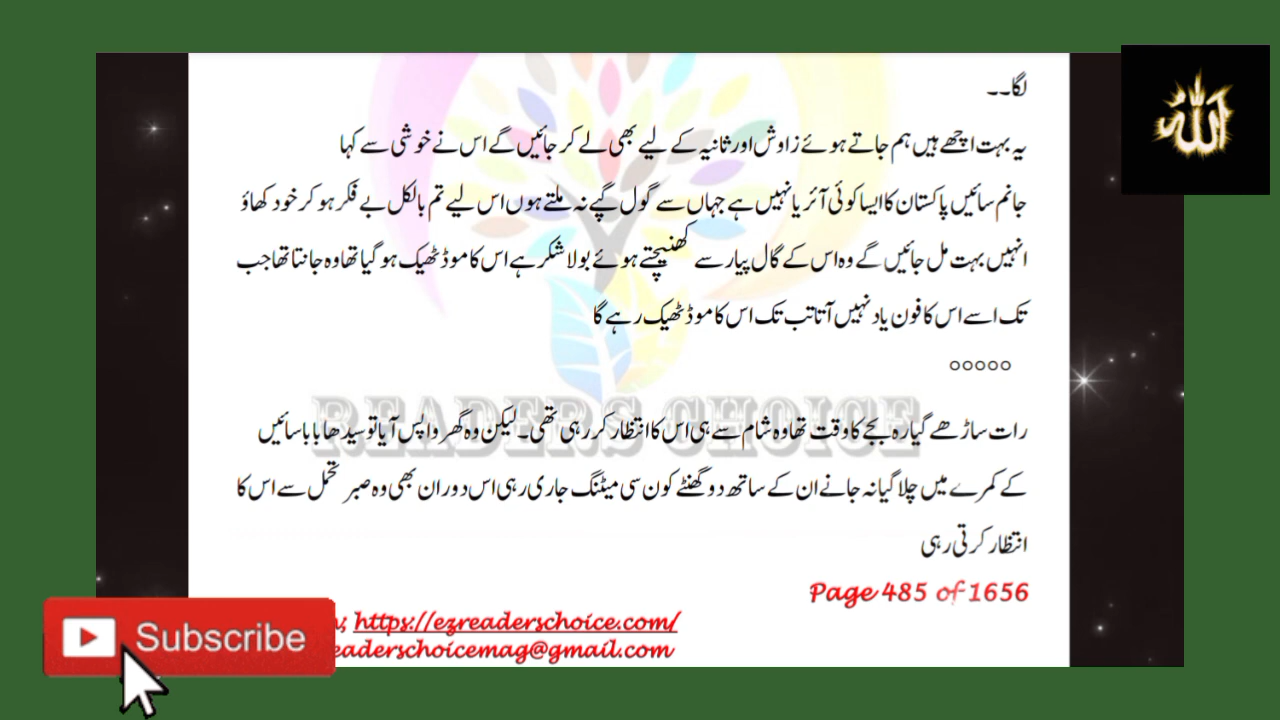 لگا۔۔
الله
یہ بہت اچھے ہیں ہم جاتے ہوئے زاوش اور ثانیہ کے لیے بھی لے کر جائیں گے اس نے خوشی سے کہا
جانم سائیں پاکستان کا ایسا کوئی آئریا نہیں ہے جہاں سے گول گپے نہ ملتے ہوں اس لیے تم بالکل بے فکر ہو کر خود کھاؤ
انہیں بہت مل جائیں گے وہ اس کے گال پیار سے کھنیچتے ہوئے بولا شکر ہے اس کا موڈ ٹھیک ہو گیا تھا وہ جانتا تھا جب
تک اسے اس کا فون یاد نہیں آتا تب تک اس کا موڈ ٹھیک رہے گا
○○○○○
READERS CHOICE
رات ساڑھے گیارہ بجے کا وقت تھا وہ شام سے ہی اس کا انتظار کر رہی تھی۔ لیکن وہ گھر واپس آیا تو سیدھا بابا سائیں
کے کمرے میں چلا گیا نہ جانے ان کے ساتھ دو گھنٹے کون سی میٹنگ جاری رہی اس دوران بھی وہ صبر تحمل سے اس کا
انتظار کرتی رہی
Page 485 of 1656
https://ezreaderschoice.com/
eaderschoicemag@gmail.com
Subscribe